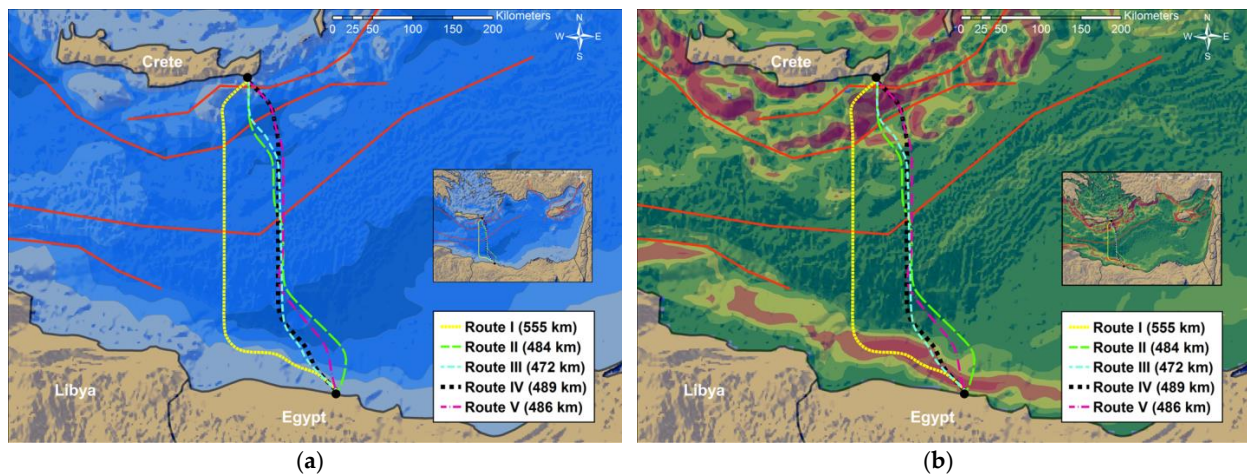 Kilometers
0 25 50 100 150 200
N
W E
S
Crete
Route I (555 km)
Route II (484 km)
Route III (472 km)
Route IV (489 km)
Route V (486 km)
Libya
Egypt
(a)
Kilometers
0 25 50 100 150 200
N
W E
S
Crete
Route I (555 km)
Route II (484 km)
Route III (472 km)
Route IV (489 km)
Route V (486 km)
Libya
Egypt
(b)